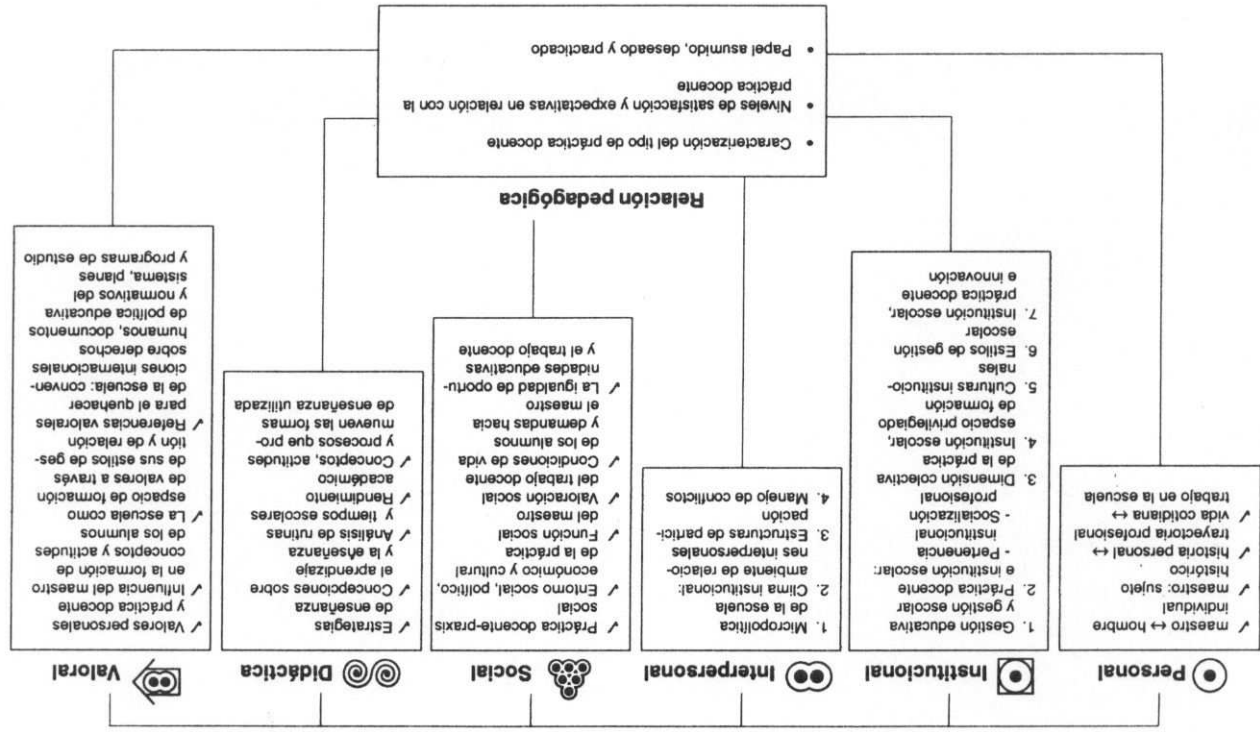 Personal
✓ maestro ↔ hombre
individual
maestro: sujeto
histórico
✓ historia personal ↔
trayectoria profesional
✓ vida cotidiana ↔
trabajo en la escuela
Institucional
1. Gestión educativa
y gestión escolar
2. Práctica docente
e institución escolar:
- Pertenencia
institucional
- Socialización
profesional
3. Dimensión colectiva
de la práctica
4. Institución escolar,
espacio privilegiado
de formación
5. Culturas institucio-
nales
6. Estilos de gestión
escolar
7. Institución escolar,
práctica docente
e innovación
Interpersonal
1. Micropolítica
de la escuela
2. Clima institucional:
ambiente de relacio-
nes interpersonales
3. Estructuras de partici-
pación
4. Manejo de conflictos
Social
✓ Práctica docente-praxis
social
✓ Entorno social, político,
económico y cultural
de la práctica
✓ Función social
del maestro
✓ Valoración social
del trabajo docente
✓ Condiciones de vida
de los alumnos
y demandas hacia
el maestro
✓ La igualdad de oportu-
nidades educativas
y el trabajo docente
Didáctica
✓ Estrategias
de enseñanza
✓ Concepciones sobre
el aprendizaje
y la enseñanza
✓ Análisis de rutinas
y tiempos escolares
✓ Rendimiento
académico
✓ Conceptos, actitudes
y procesos que pro-
mueven las formas
de enseñanza utilizada
Valoral
✓ Valores personales
y práctica docente
✓ Influencia del maestro
en la formación de
conceptos y actitudes
de los alumnos
✓ La escuela como
espacio de formación
de valores a través
de sus estilos de ges-
tión y de relación
✓ Referencias valorales
para el quehacer
de la escuela: conven-
ciones internacionales
sobre derechos
humanos, documentos
de política educativa
y normativos del
sistema, planes
y programas de estudio
Relación pedagógica
• Caracterización del tipo de práctica docente
• Niveles de satisfacción y expectativas en relación con la
práctica docente
• Papel asumido, deseado y practicado